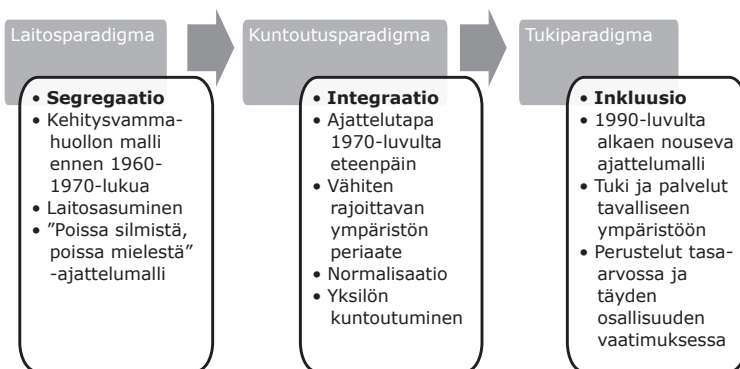 Laitosparadigma
• Segregaatio
• Kehitysvamma-
huollon malli
ennen 1960-
1970-lukua
• Laitosasuminen
• ”Poissa silmistä,
poissa mielestä”
-ajattelumalli
Kuntoutusparadigma
• Integraatio
• Ajattelutapa
1970-luvulta
eteenpäin
• Vähiten
rajoittavan
ympäristön
periaate
• Normalisaatio
• Yksilön
kuntoutuminen
Tukiparadigma
• Inkluusio
• 1990-luvulta
alkaen nouseva
ajattelumalli
• Tuki ja palvelut
tavalliseen
ympäristöön
• Perustelut tasa-
arvossa ja
täyden
osallisuuden
vaatimuksessa